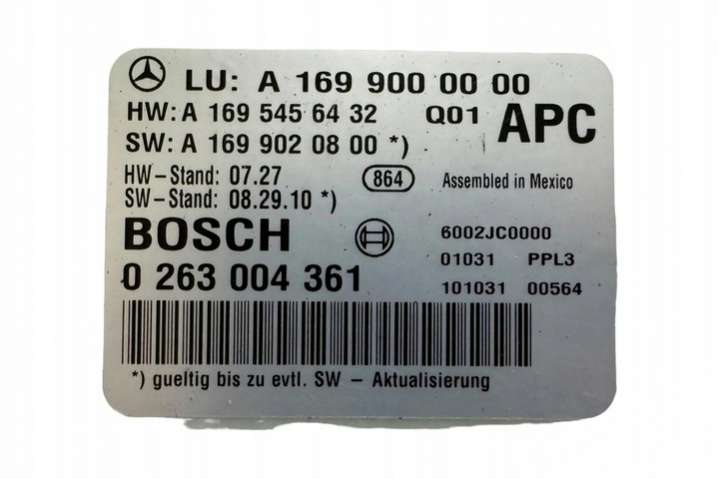 LU: A 169 900 00 00
HW: A 169 545 64 32 Q01 APC
SW: A 169 902 08 00 *)
HW-Stand: 07.27 864 Assembled in Mexico
SW-Stand: 08.29.10 *)
BOSCH 6002JC0000
01031 PPL3
0 263 004 361 101031 00564
*) gueltig bis zu evtl. SW – Aktualisierung